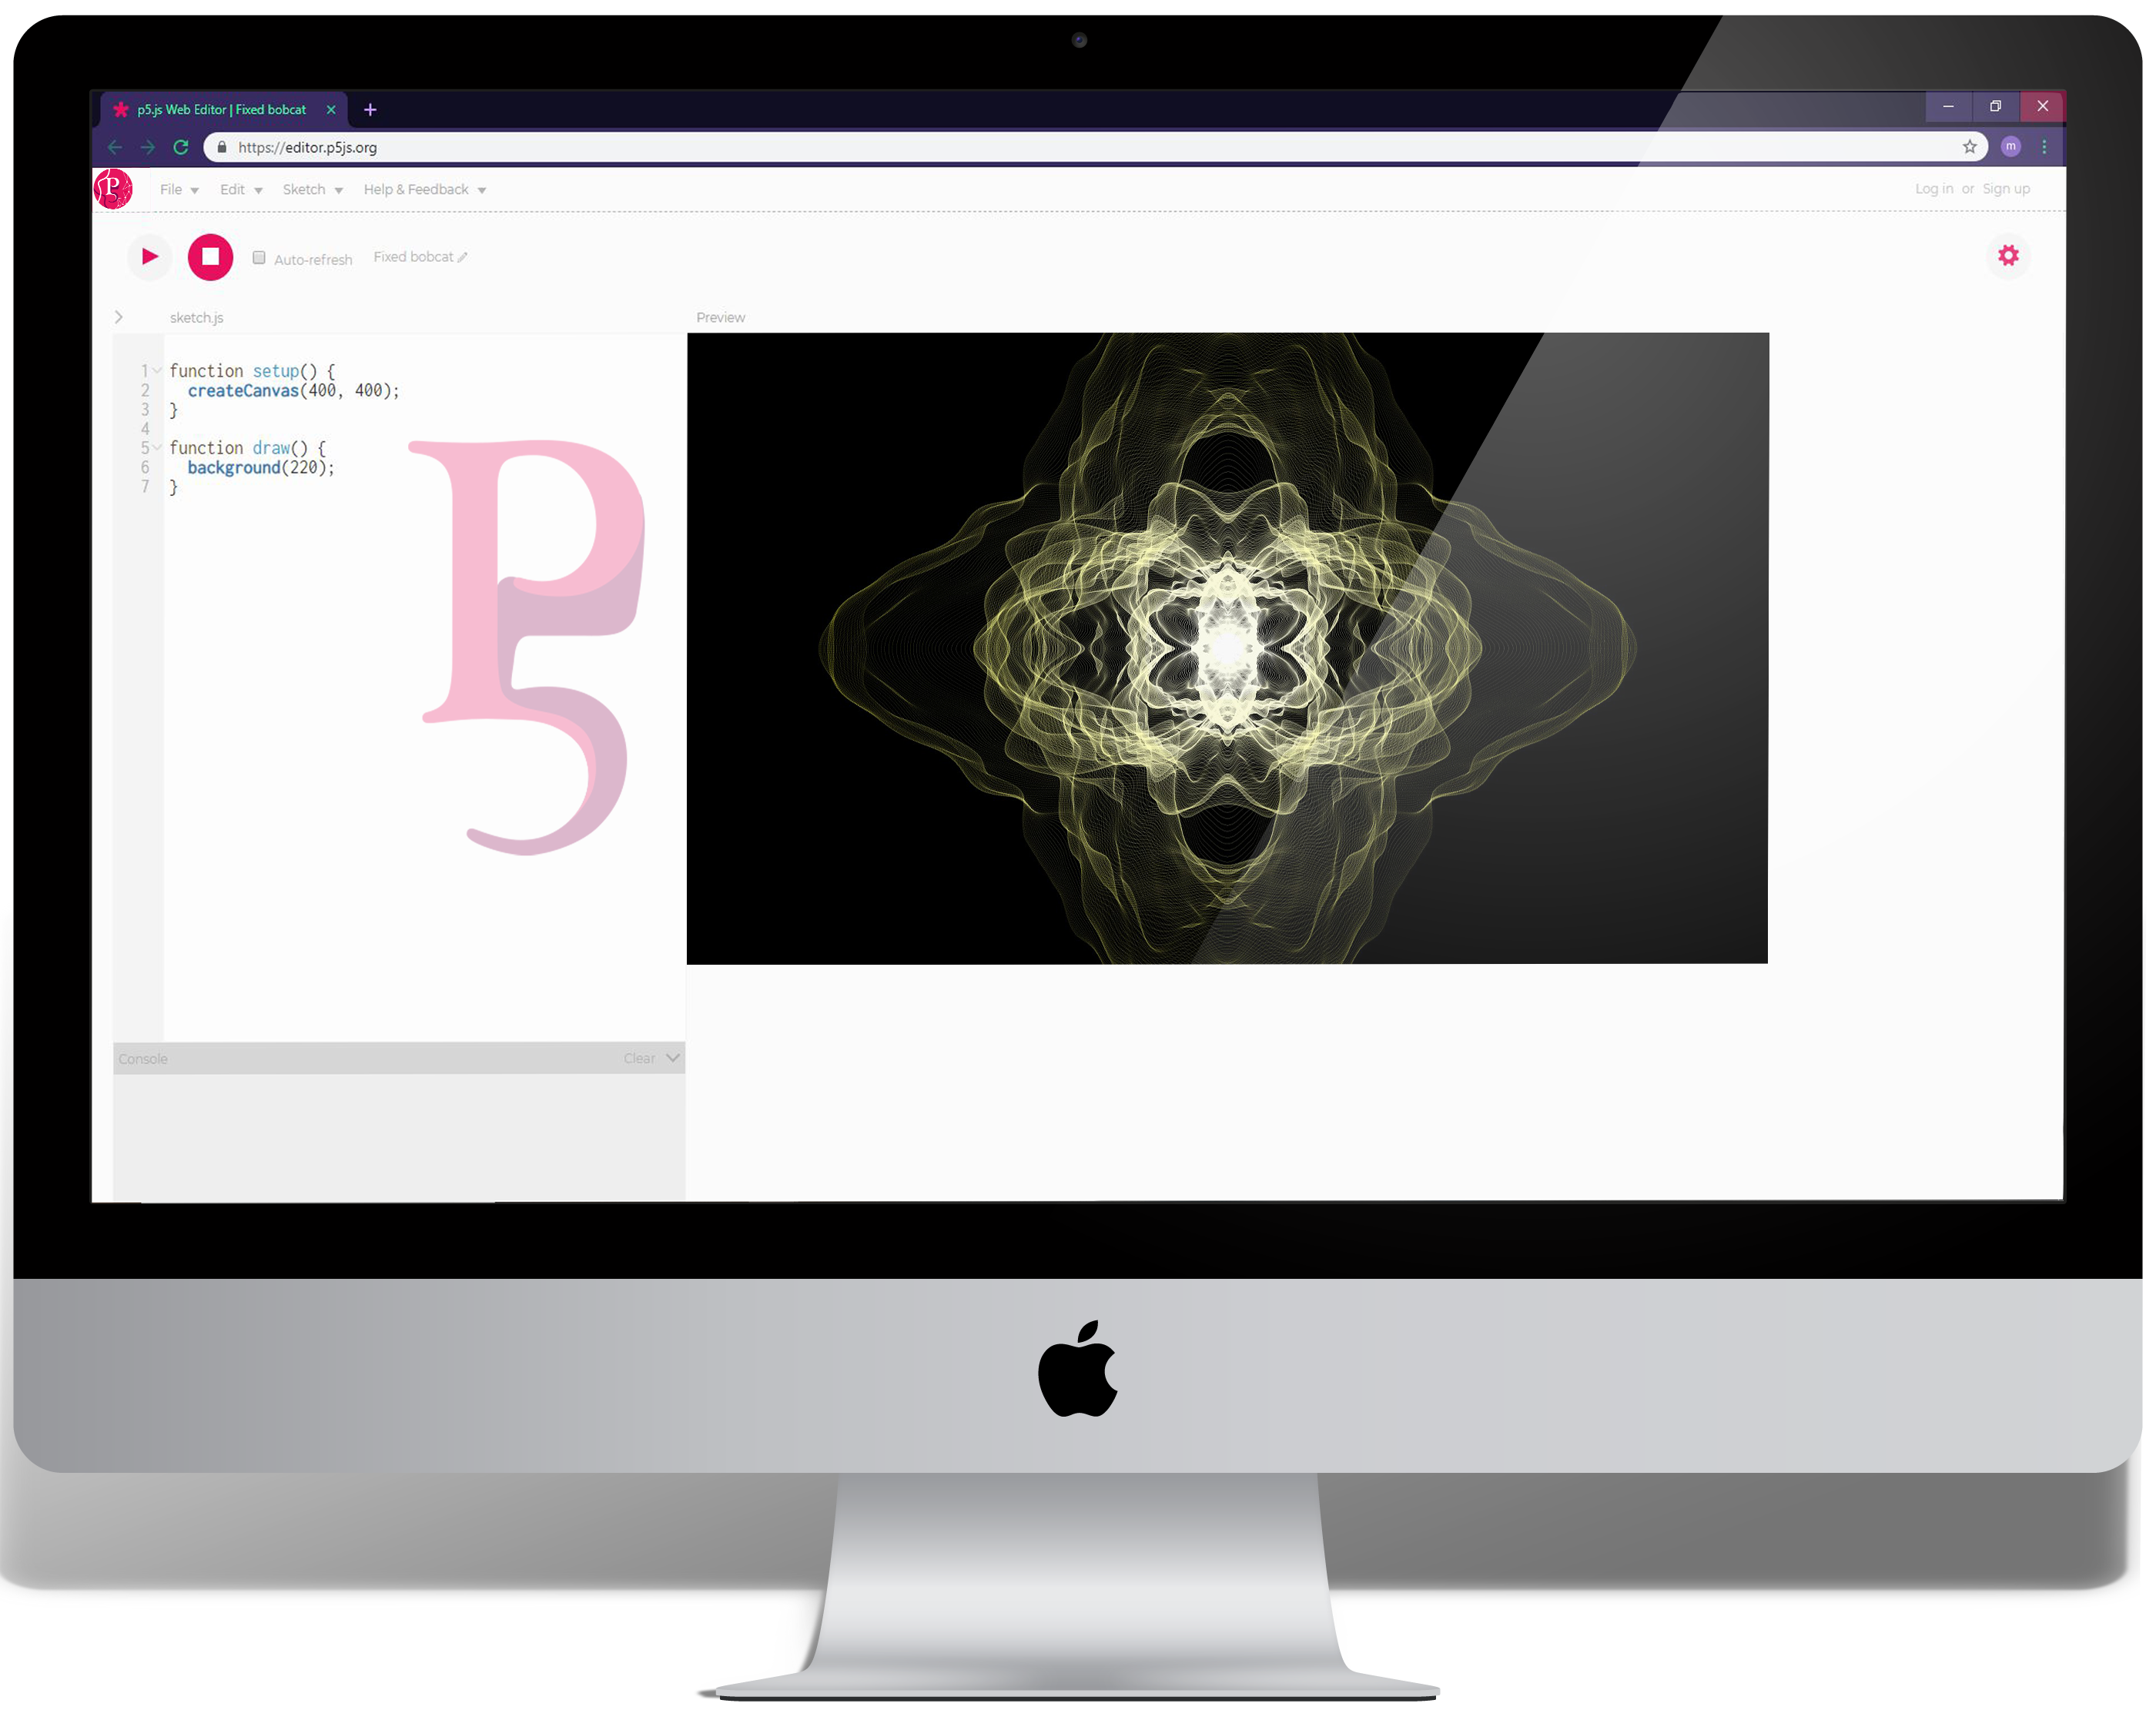 p5.js Web Editor | Fixed bobcat
https://editor.p5js.org
P5
File Edit Sketch Help & Feedback Log in or Sign up
Auto-refresh Fixed bobcat
sketch.js Preview
1 function setup() {
2 createCanvas(400, 400);
3 }
4
5 function draw() {
6 background(220);
7 }
P5
Console Clear
m